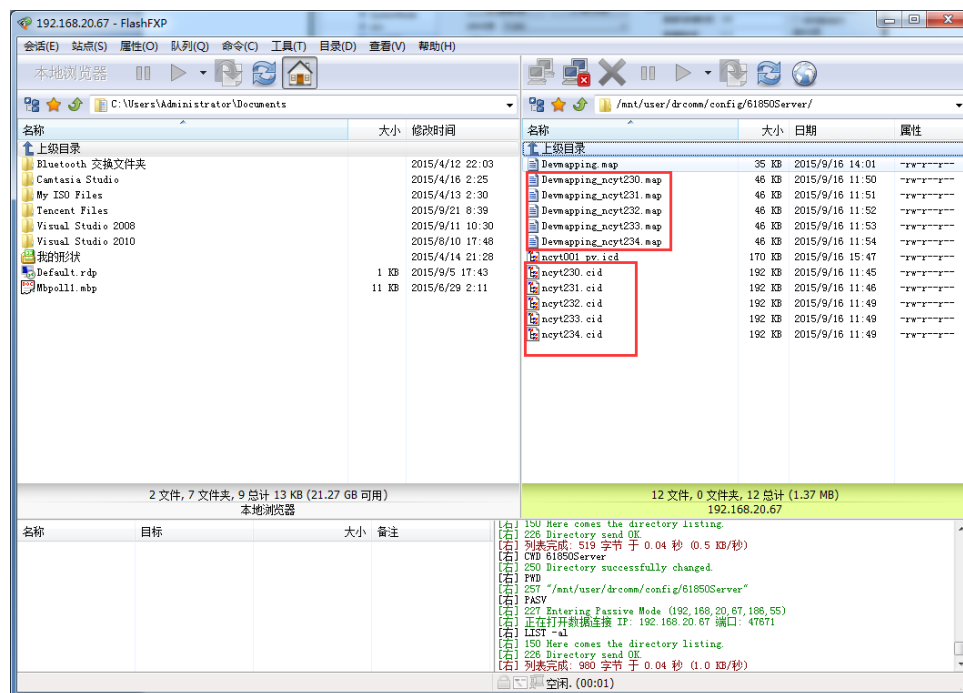 192.168.20.67 - FlashFXP
会话(E) 站点(S) 属性(O) 队列(Q) 命令(C) 工具(T) 目录(D) 查看(V) 帮助(H)
本地浏览器
C:\Users\Administrator\Documents
名称 大小 修改时间
上级目录
Bluetooth 交换文件夹 2015/4/12 22:03
Camtasia Studio 2015/4/16 2:25
My ISO Files 2015/4/13 2:30
Tencent Files 2015/9/21 8:39
Visual Studio 2008 2015/9/11 10:30
Visual Studio 2010 2015/8/10 17:48
我的形状 2015/4/14 21:28
Default.rdp 1 KB 2015/9/5 17:43
Mbpoll1.mbp 11 KB 2015/6/29 2:11
2 文件, 7 文件夹, 9 总计 13 KB (21.27 GB 可用)
本地浏览器
/mnt/user/drcomm/config/61850Server/
名称 大小 日期 属性
上级目录
Devmapping.map 35 KB 2015/9/16 14:01 -rw-r--r--
Devmapping_ncyt230.map 46 KB 2015/9/16 11:50 -rw-r--r--
Devmapping_ncyt231.map 46 KB 2015/9/16 11:51 -rw-r--r--
Devmapping_ncyt232.map 46 KB 2015/9/16 11:52 -rw-r--r--
Devmapping_ncyt233.map 46 KB 2015/9/16 11:53 -rw-r--r--
Devmapping_ncyt234.map 46 KB 2015/9/16 11:54 -rw-r--r--
ncyt001_pv.icd 170 KB 2015/9/16 15:47 -rw-r--r--
ncyt230.cid 192 KB 2015/9/16 11:45 -rw-r--r--
ncyt231.cid 192 KB 2015/9/16 11:46 -rw-r--r--
ncyt232.cid 192 KB 2015/9/16 11:49 -rw-r--r--
ncyt233.cid 192 KB 2015/9/16 11:49 -rw-r--r--
ncyt234.cid 192 KB 2015/9/16 11:49 -rw-r--r--
12 文件, 0 文件夹, 12 总计 (1.37 MB)
192.168.20.67
名称 目标 大小 备注
[右] 150 Here comes the directory listing.
[右] 226 Directory send OK.
[右] 列表完成: 519 字节 于 0.04 秒 (0.5 KB/秒)
[右] CWD 61850Server
[右] 250 Directory successfully changed.
[右] PWD
[右] 257 "/mnt/user/drcomm/config/61850Server"
[右] PASV
[右] 227 Entering Passive Mode (192,168,20,67,186,55)
[右] 正在打开数据连接 IP: 192.168.20.67 端口: 47671
[右] LIST -al
[右] 150 Here comes the directory listing.
[右] 226 Directory send OK.
[右] 列表完成: 980 字节 于 0.04 秒 (1.0 KB/秒)
空闲. (00:01)